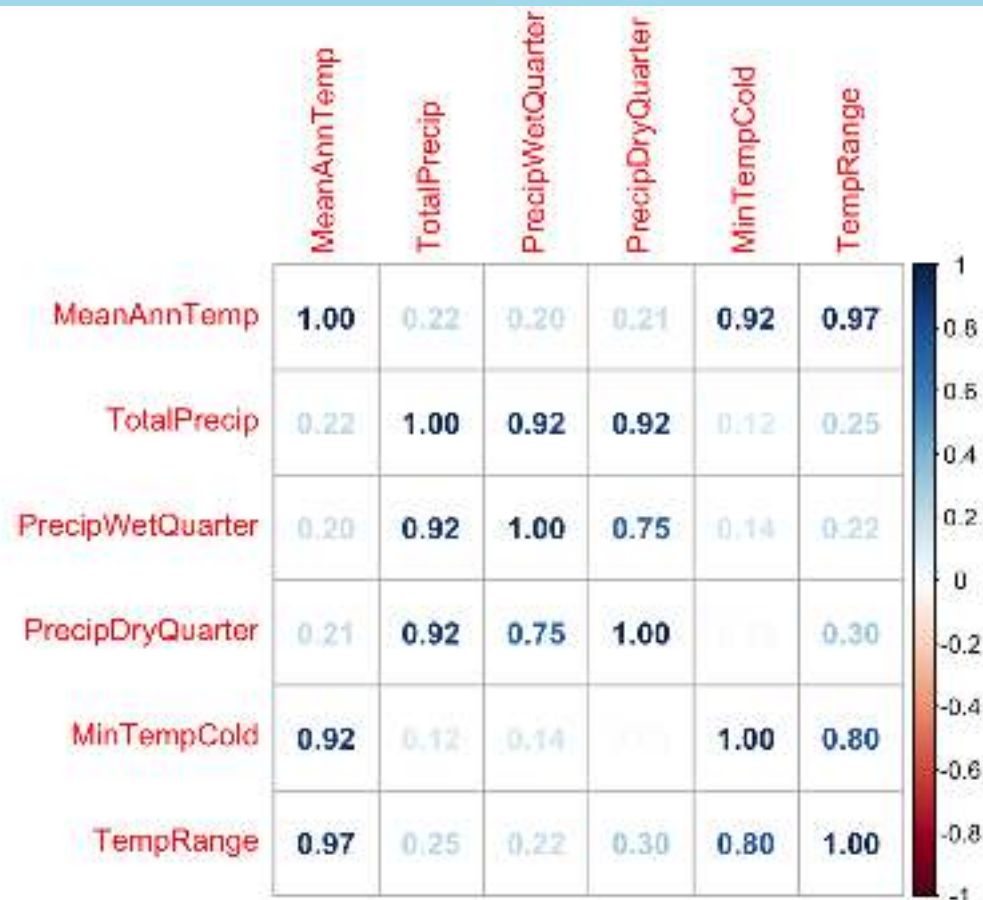 MeanAnnTemp TotalPrecip PrecipWetQuarter PrecipDryQuarter MinTempCold TempRange
MeanAnnTemp 1.00 0.22 0.20 0.21 0.92 0.97
TotalPrecip 0.22 1.00 0.92 0.92 0.12 0.25
PrecipWetQuarter 0.20 0.92 1.00 0.75 0.14 0.22
PrecipDryQuarter 0.21 0.92 0.75 1.00 0.30
MinTempCold 0.92 0.12 0.14 1.00 0.80
TempRange 0.97 0.25 0.22 0.30 0.80 1.00
1
0.8
0.6
0.4
0.2
0
-0.2
-0.4
-0.6
-0.8
-1